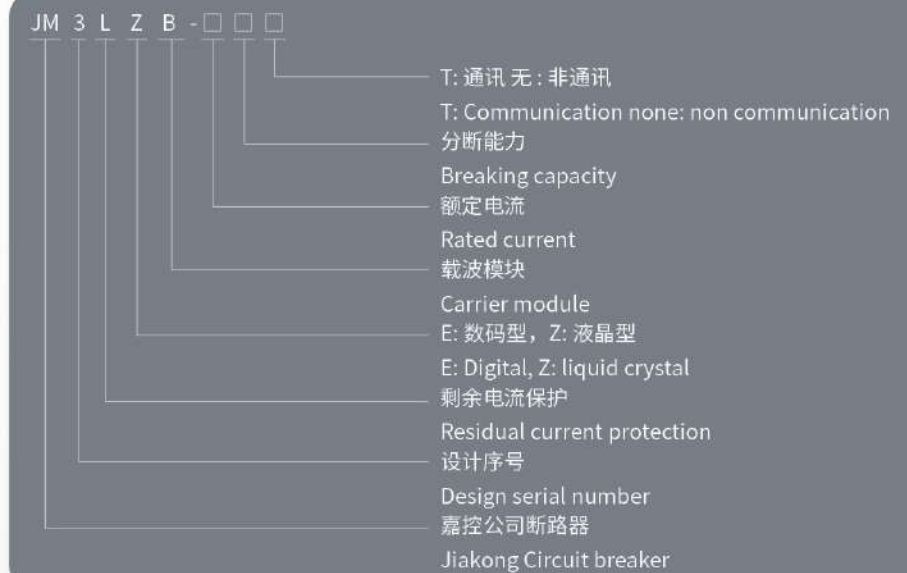 JM 3 L Z B - □ □ □
T: 通讯 无 : 非通讯
T: Communication none: non communication
分断能力
Breaking capacity
额定电流
Rated current
载波模块
Carrier module
E: 数码型，Z: 液晶型
E: Digital, Z: liquid crystal
剩余电流保护
Residual current protection
设计序号
Design serial number
嘉控公司断路器
Jiakong Circuit breaker